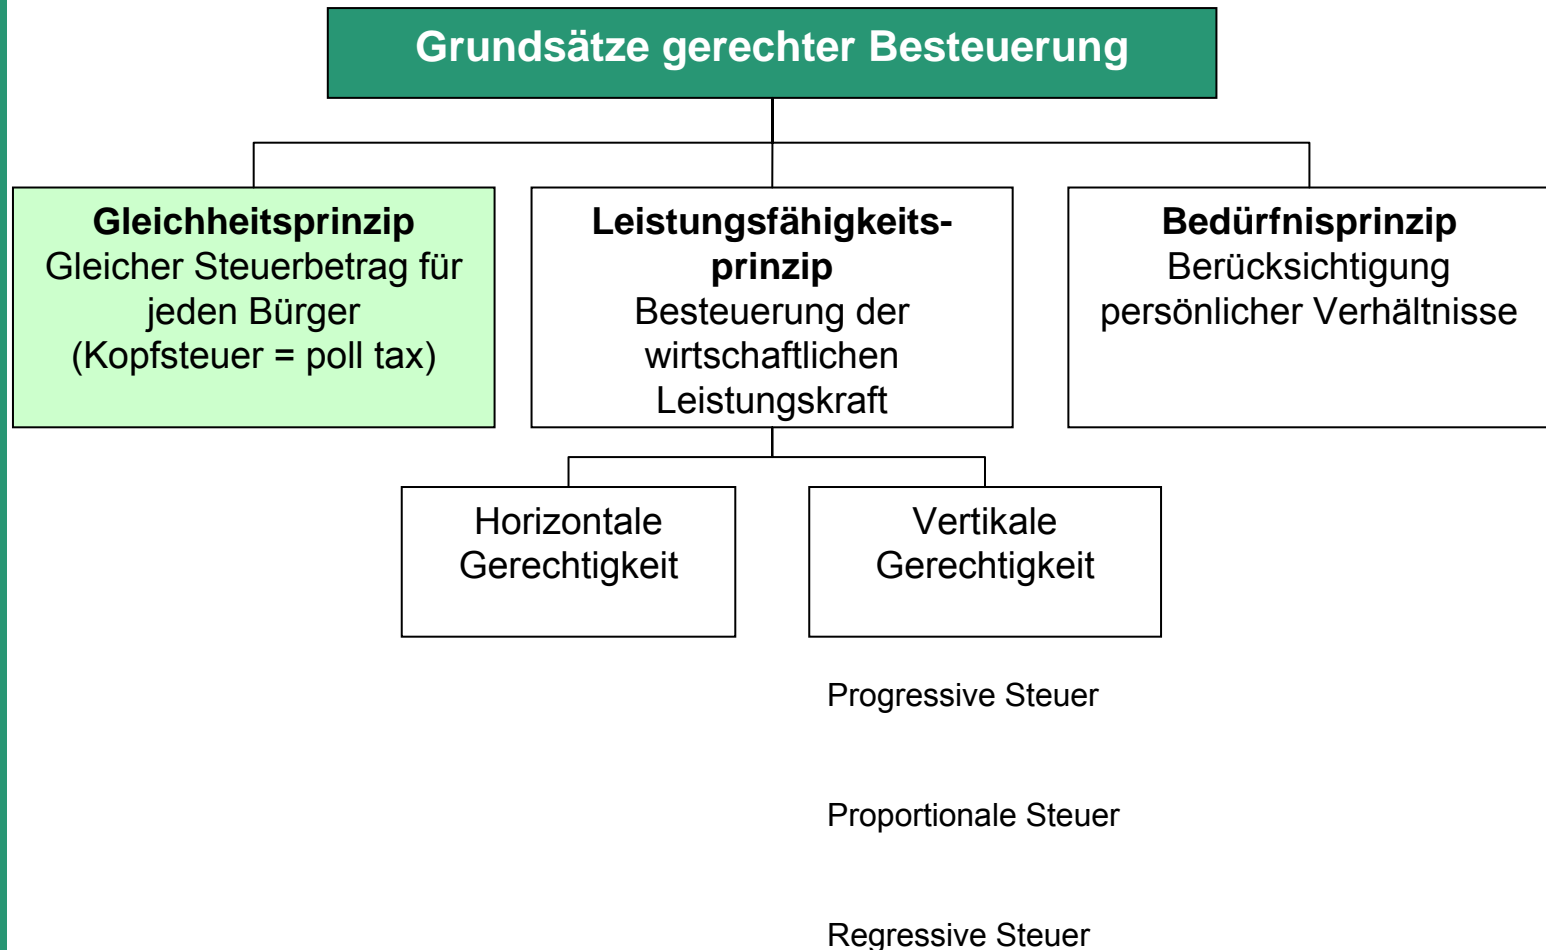 Grundsätze gerechter Besteuerung
Gleichheitsprinzip
Gleicher Steuerbetrag für
jeden Bürger
(Kopfsteuer = poll tax)
Leistungsfähigkeits-
prinzip
Besteuerung der
wirtschaftlichen
Leistungskraft
Bedürfnisprinzip
Berücksichtigung
persönlicher Verhältnisse
Horizontale
Gerechtigkeit
Vertikale
Gerechtigkeit
Progressive Steuer
Proportionale Steuer
Regressive Steuer